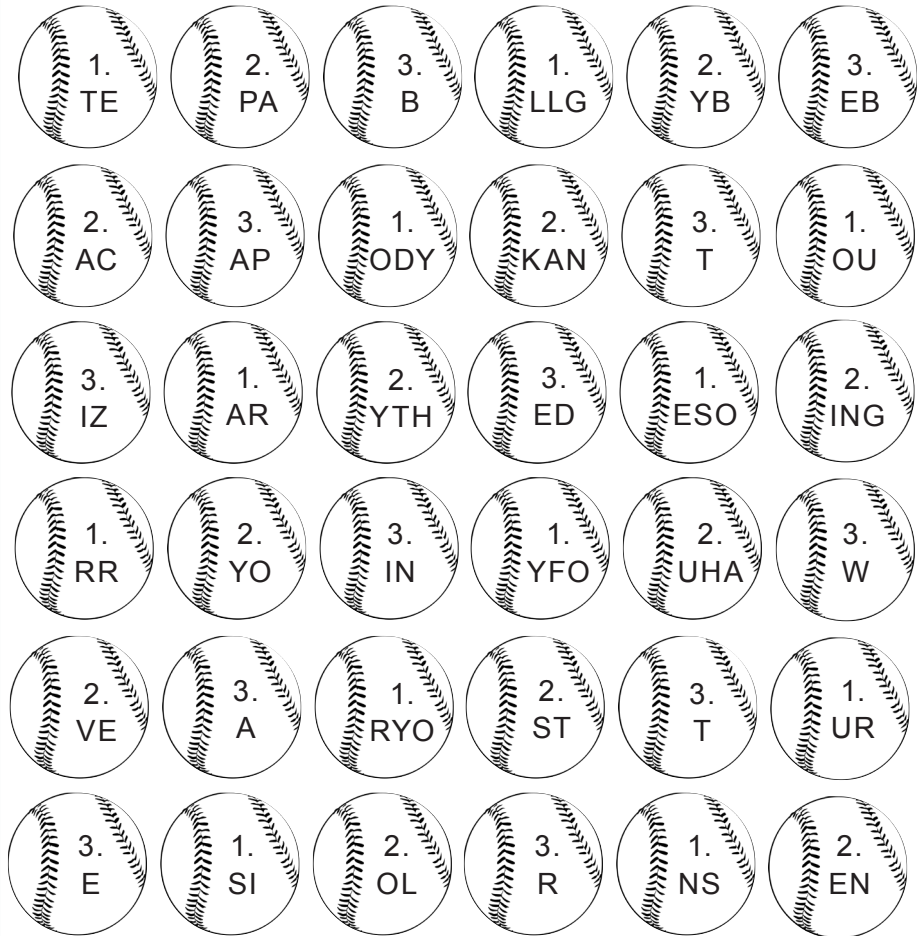 1. 2. 3. 1. 2. 3.
TE PA B LLG YB EB
2. 3. 1. 2. 3. 1.
AC AP ODY KAN T OU
3. 1. 2. 3. 1. 2.
IZ AR YTH ED ESO ING
1. 2. 3. 1. 2. 3.
RR YO IN YFO UHA W
2. 3. 1. 2. 3. 1.
VE A RYO ST T UR
3. 1. 2. 3. 1. 2.
E SI OL R NS EN